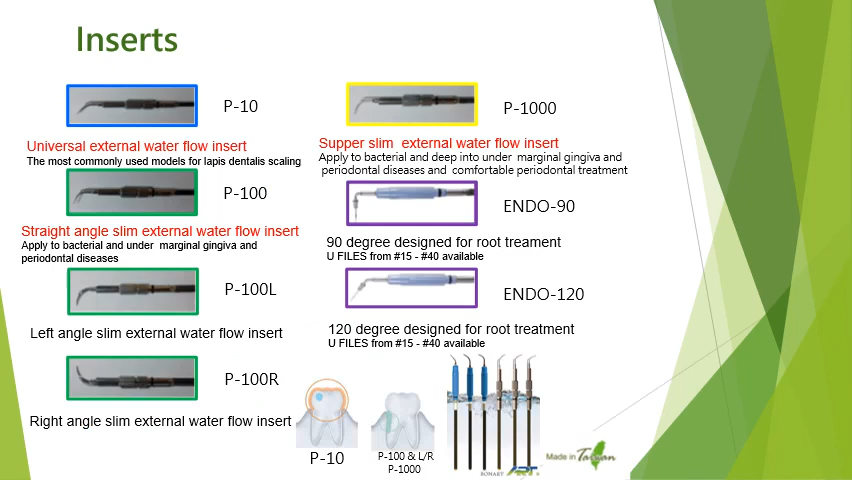 Inserts
P-10
Universal external water flow insert
The most commonly used models for lapis dentalis scaling
P-100
Straight angle slim external water flow insert
Apply to bacterial and under marginal gingiva and
periodontal diseases
P-100L
Left angle slim external water flow insert
P-100R
Right angle slim external water flow insert
P-1000
Supper slim external water flow insert
Apply to bacterial and deep into under marginal gingiva and
periodontal diseases and comfortable periodontal treatment
ENDO-90
90 degree designed for root treament
U FILES from #15 - #40 available
ENDO-120
120 degree designed for root treatment
U FILES from #15 - #40 available
P-10
P-100 & L/R
P-1000
BONART ART
Made in Taiwan